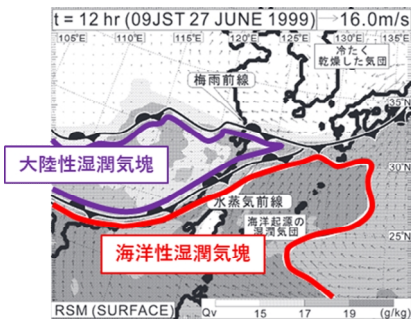 t = 12 hr (09JST 27 JUNE 1999)
16.0m/s
105°E 110°E 115°E 120°E 125°E 130°E 135°E
冷たく
乾燥した気団
梅雨前線
35°N
大陸性湿潤気塊
30°N
水蒸気前線
海洋起源の
湿潤気団
25°N
海洋性湿潤気塊
RSM (SURFACE)
Qv 15 17 19 (g/kg)